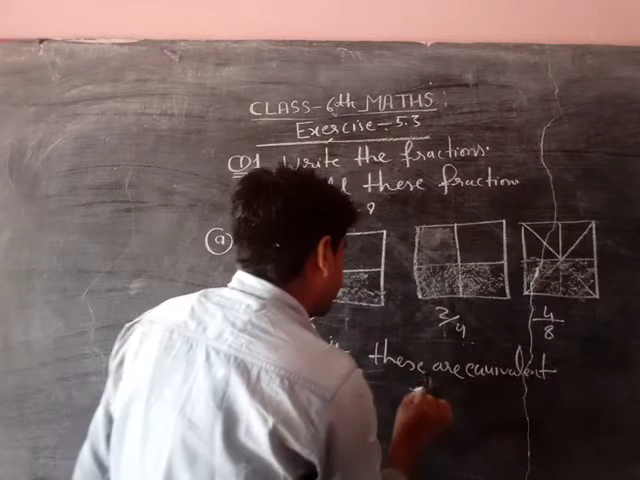 CLASS-6th MATHS:
Exercise-5.3
Q1 Write the fractions.
these fraction
?
(a)
2/4 4/8
these are equivalent